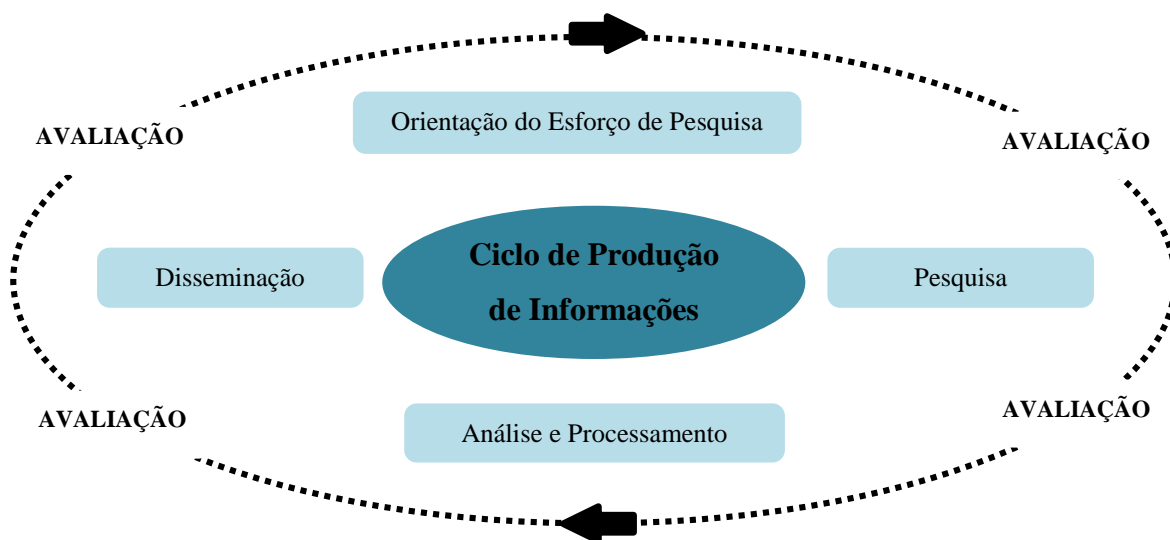 Orientação do Esforço de Pesquisa
AVALIAÇÃO
AVALIAÇÃO
Disseminação
Ciclo de Produção
de Informações
Pesquisa
AVALIAÇÃO
AVALIAÇÃO
Análise e Processamento